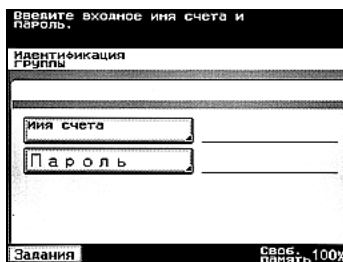 Введите входное имя счета и
пароль.
Идентификация
группы
Имя счета
Пароль
Задания
Своб.
память 100%